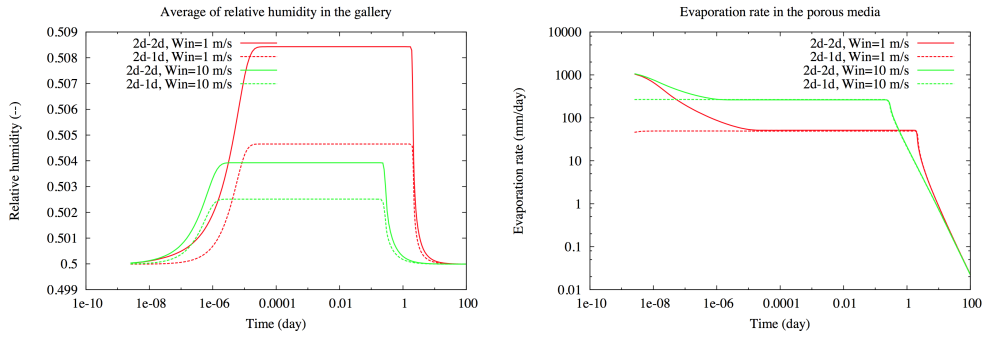 Average of relative humidity in the gallery
0.509
0.508
0.507
0.506
0.505
0.504
0.503
0.502
0.501
0.5
0.499
Relative humidity (--)
2d-2d, Win=1 m/s
2d-1d, Win=1 m/s
2d-2d, Win=10 m/s
2d-1d, Win=10 m/s
1e-10 1e-08 1e-06 0.0001 0.01 1 100
Time (day)
Evaporation rate in the porous media
10000
1000
100
10
1
0.1
0.01
Evaporation rate (mm/day)
2d-2d, Win=1 m/s
2d-1d, Win=1 m/s
2d-2d, Win=10 m/s
2d-1d, Win=10 m/s
1e-10 1e-08 1e-06 0.0001 0.01 1 100
Time (day)